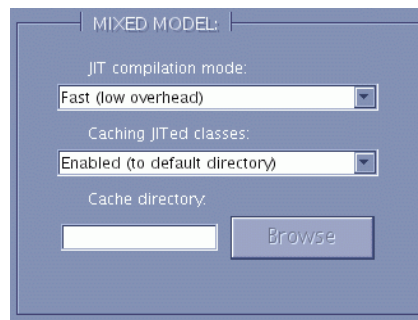 MIXED MODEL:
JIT compilation mode:
Fast (low overhead)
Caching JITed classes:
Enabled (to default directory)
Cache directory:
Browse